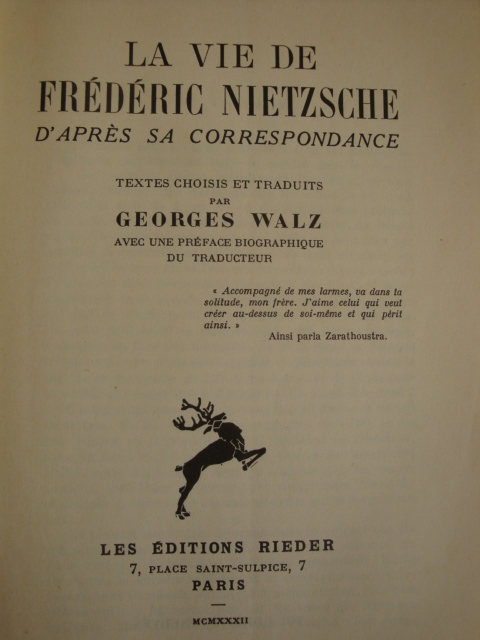 LA VIE DE
FRÉDÉRIC NIETZSCHE
D'APRÈS SA CORRESPONDANCE
TEXTES CHOISIS ET TRADUITS
PAR
GEORGES WALZ
AVEC UNE PRÉFACE BIOGRAPHIQUE
DU TRADUCTEUR
« Accompagné de mes larmes, va dans ta
solitude, mon frère. J'aime celui qui veut
créer au-dessus de soi-même et qui périt
ainsi. »
Ainsi parla Zarathoustra.
LES ÉDITIONS RIEDER
7, PLACE SAINT-SULPICE, 7
PARIS
MCMXXXII